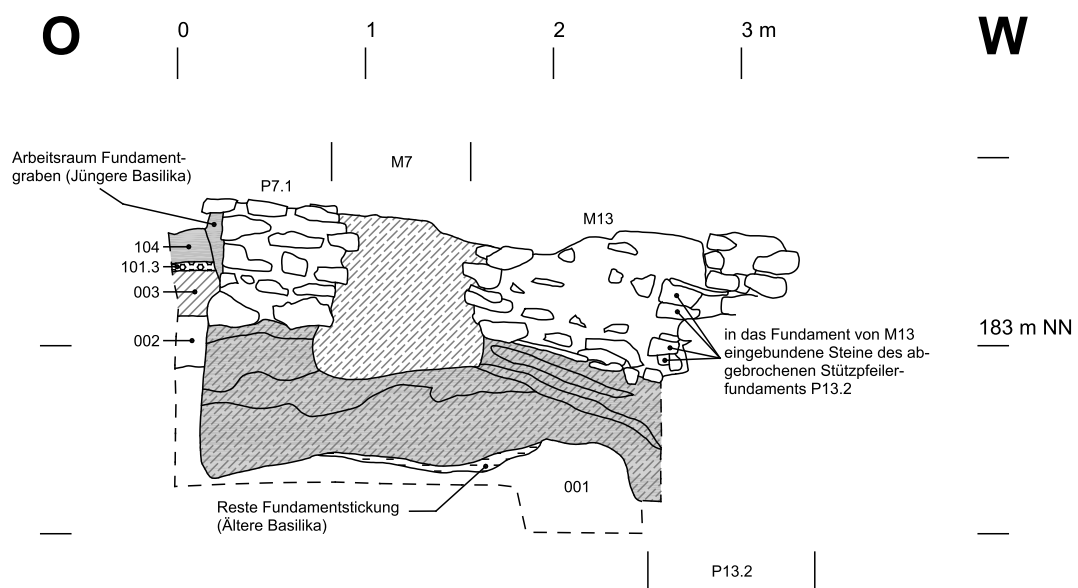 O
W
0
1
2
3 m
Arbeitsraum Fundament-
graben (Jüngere Basilika)
M7
P7.1
M13
104
101.3
003
002
183 m NN
in das Fundament von M13
eingebundene Steine des ab-
gebrochenen Stützpfeiler-
fundaments P13.2
001
Reste Fundamentstickung
(Ältere Basilika)
P13.2